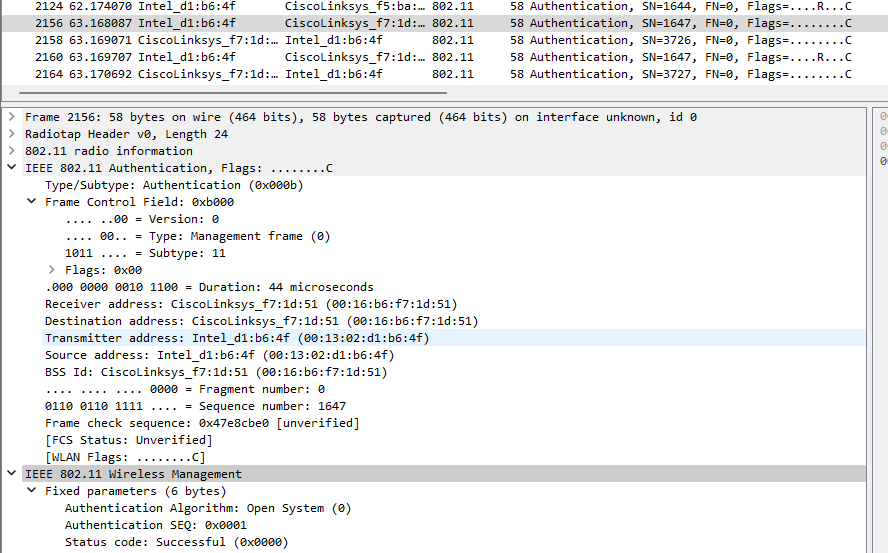 2124 62.174070 Intel_d1:b6:4f CiscoLinksys_f5:ba:… 802.11 58 Authentication, SN=1644, FN=0, Flags=....R...C
2156 63.168087 Intel_d1:b6:4f CiscoLinksys_f7:1d:… 802.11 58 Authentication, SN=1647, FN=0, Flags=........C
2158 63.169071 CiscoLinksys_f7:1d:… Intel_d1:b6:4f 802.11 58 Authentication, SN=3726, FN=0, Flags=........C
2160 63.169707 Intel_d1:b6:4f CiscoLinksys_f7:1d:… 802.11 58 Authentication, SN=1647, FN=0, Flags=....R...C
2164 63.170692 CiscoLinksys_f7:1d:… Intel_d1:b6:4f 802.11 58 Authentication, SN=3727, FN=0, Flags=........C
Frame 2156: 58 bytes on wire (464 bits), 58 bytes captured (464 bits) on interface unknown, id 0
Radiotap Header v0, Length 24
802.11 radio information
IEEE 802.11 Authentication, Flags: ........C
Type/Subtype: Authentication (0x000b)
Frame Control Field: 0xb000
.... ..00 = Version: 0
.... 00.. = Type: Management frame (0)
1011 .... = Subtype: 11
Flags: 0x00
.000 0000 0010 1100 = Duration: 44 microseconds
Receiver address: CiscoLinksys_f7:1d:51 (00:16:b6:f7:1d:51)
Destination address: CiscoLinksys_f7:1d:51 (00:16:b6:f7:1d:51)
Transmitter address: Intel_d1:b6:4f (00:13:02:d1:b6:4f)
Source address: Intel_d1:b6:4f (00:13:02:d1:b6:4f)
BSS Id: CiscoLinksys_f7:1d:51 (00:16:b6:f7:1d:51)
.... .... .... 0000 = Fragment number: 0
0110 0110 1111 .... = Sequence number: 1647
Frame check sequence: 0x47e8cbe0 [unverified]
[FCS Status: Unverified]
[WLAN Flags: ........C]
IEEE 802.11 Wireless Management
Fixed parameters (6 bytes)
Authentication Algorithm: Open System (0)
Authentication SEQ: 0x0001
Status code: Successful (0x0000)